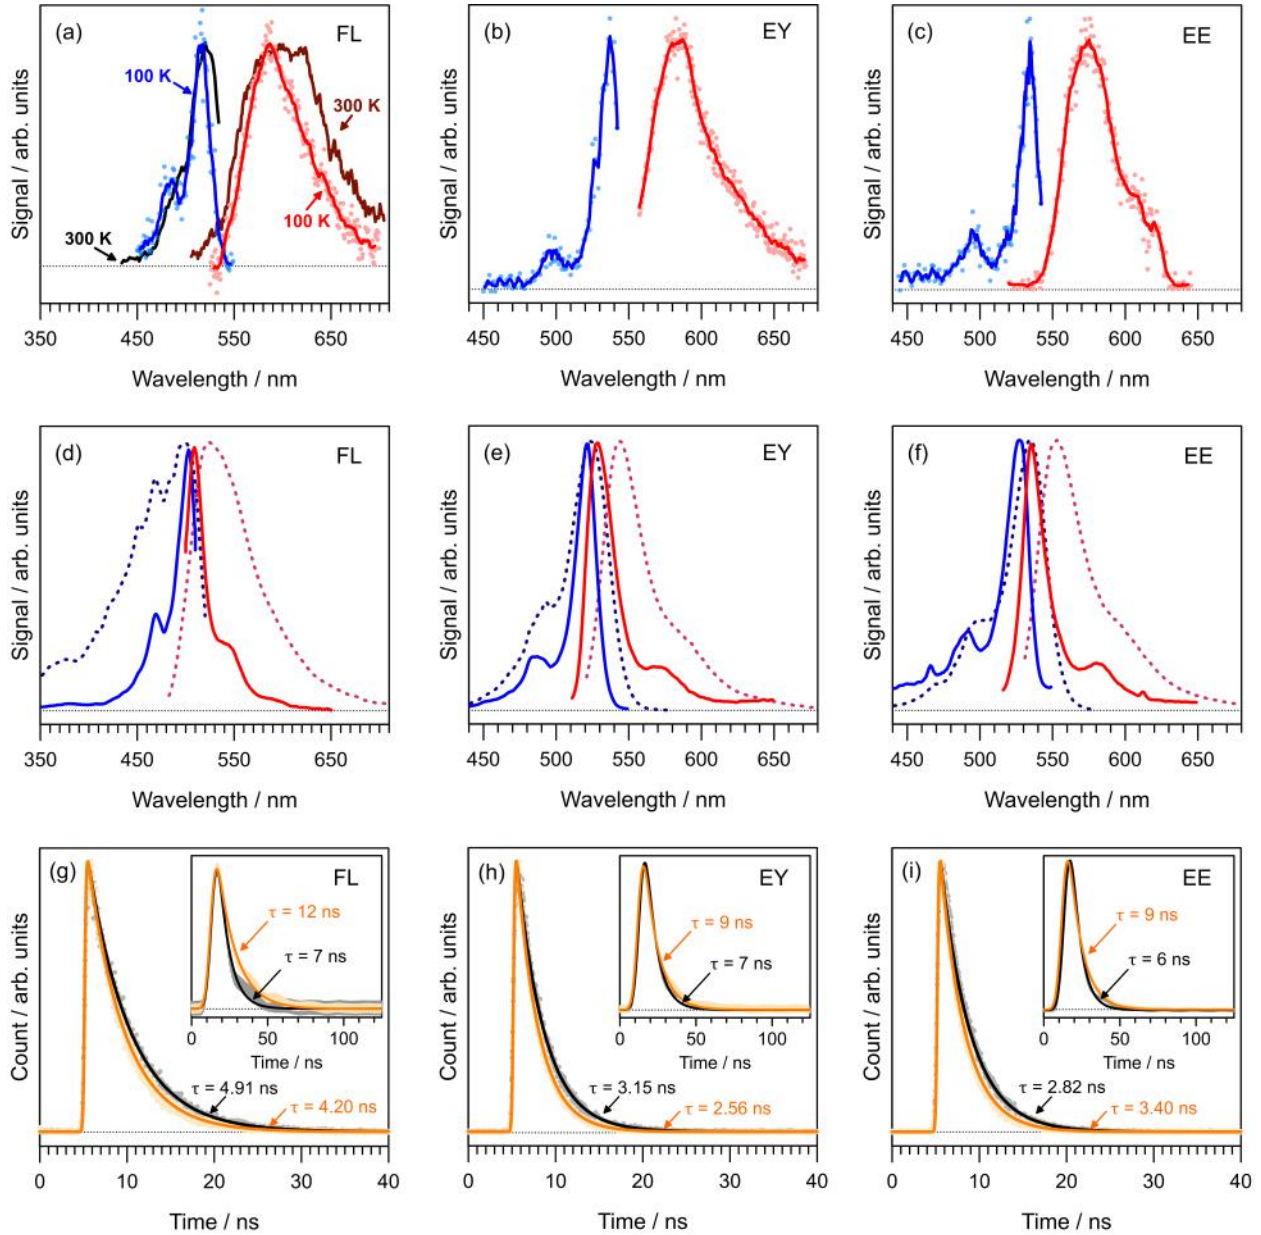 (a) FL
100 K
300 K
300 K
100 K
Signal / arb. units
350 450 550 650
Wavelength / nm
(b) EY
Signal / arb. units
450 500 550 600 650
Wavelength / nm
(c) EE
Signal / arb. units
450 500 550 600 650
Wavelength / nm
(d) FL
Signal / arb. units
350 450 550 650
Wavelength / nm
(e) EY
Signal / arb. units
450 500 550 600 650
Wavelength / nm
(f) EE
Signal / arb. units
450 500 550 600 650
Wavelength / nm
(g) FL
τ = 12 ns
τ = 7 ns
0 50 100
Time / ns
τ = 4.91 ns
τ = 4.20 ns
Count / arb. units
0 10 20 30 40
Time / ns
(h) EY
τ = 9 ns
τ = 7 ns
0 50 100
Time / ns
τ = 3.15 ns
τ = 2.56 ns
Count / arb. units
0 10 20 30 40
Time / ns
(i) EE
τ = 9 ns
τ = 6 ns
0 50 100
Time / ns
τ = 2.82 ns
τ = 3.40 ns
Count / arb. units
0 10 20 30 40
Time / ns